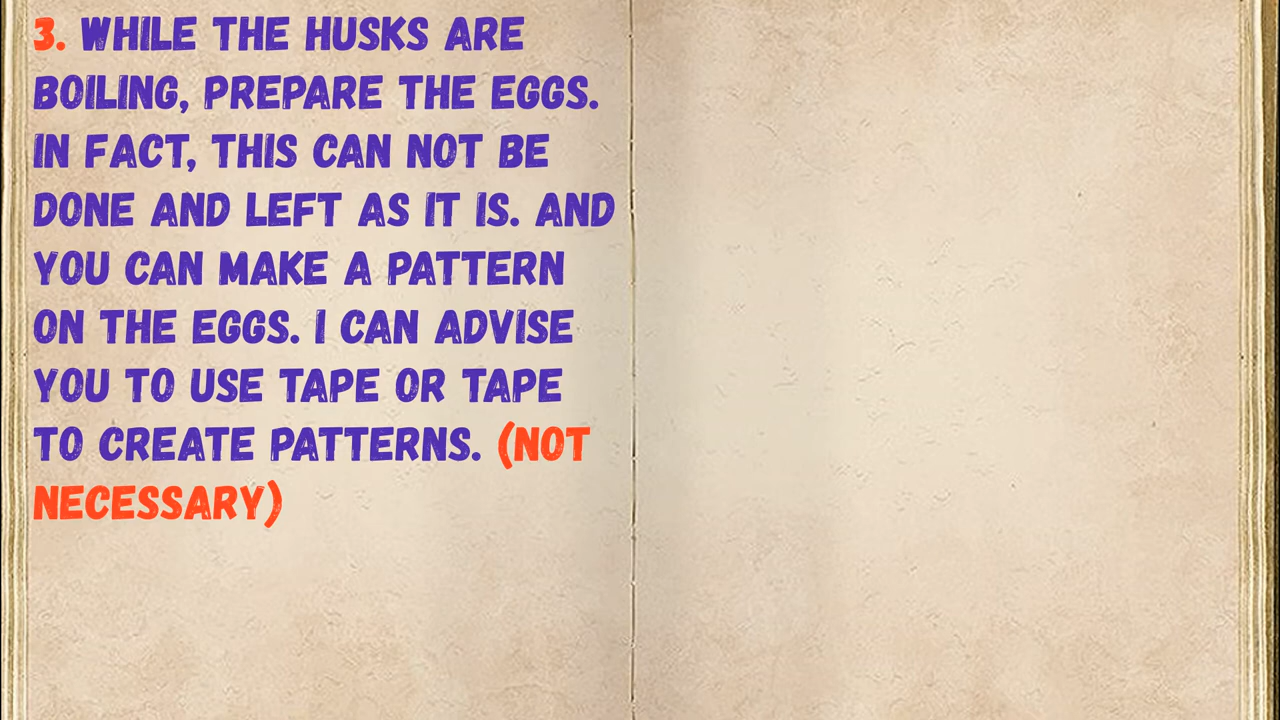 3. WHILE THE HUSKS ARE
BOILING, PREPARE THE EGGS.
IN FACT, THIS CAN NOT BE
DONE AND LEFT AS IT IS. AND
YOU CAN MAKE A PATTERN
ON THE EGGS. I CAN ADVISE
YOU TO USE TAPE OR TAPE
TO CREATE PATTERNS. (NOT
NECESSARY)